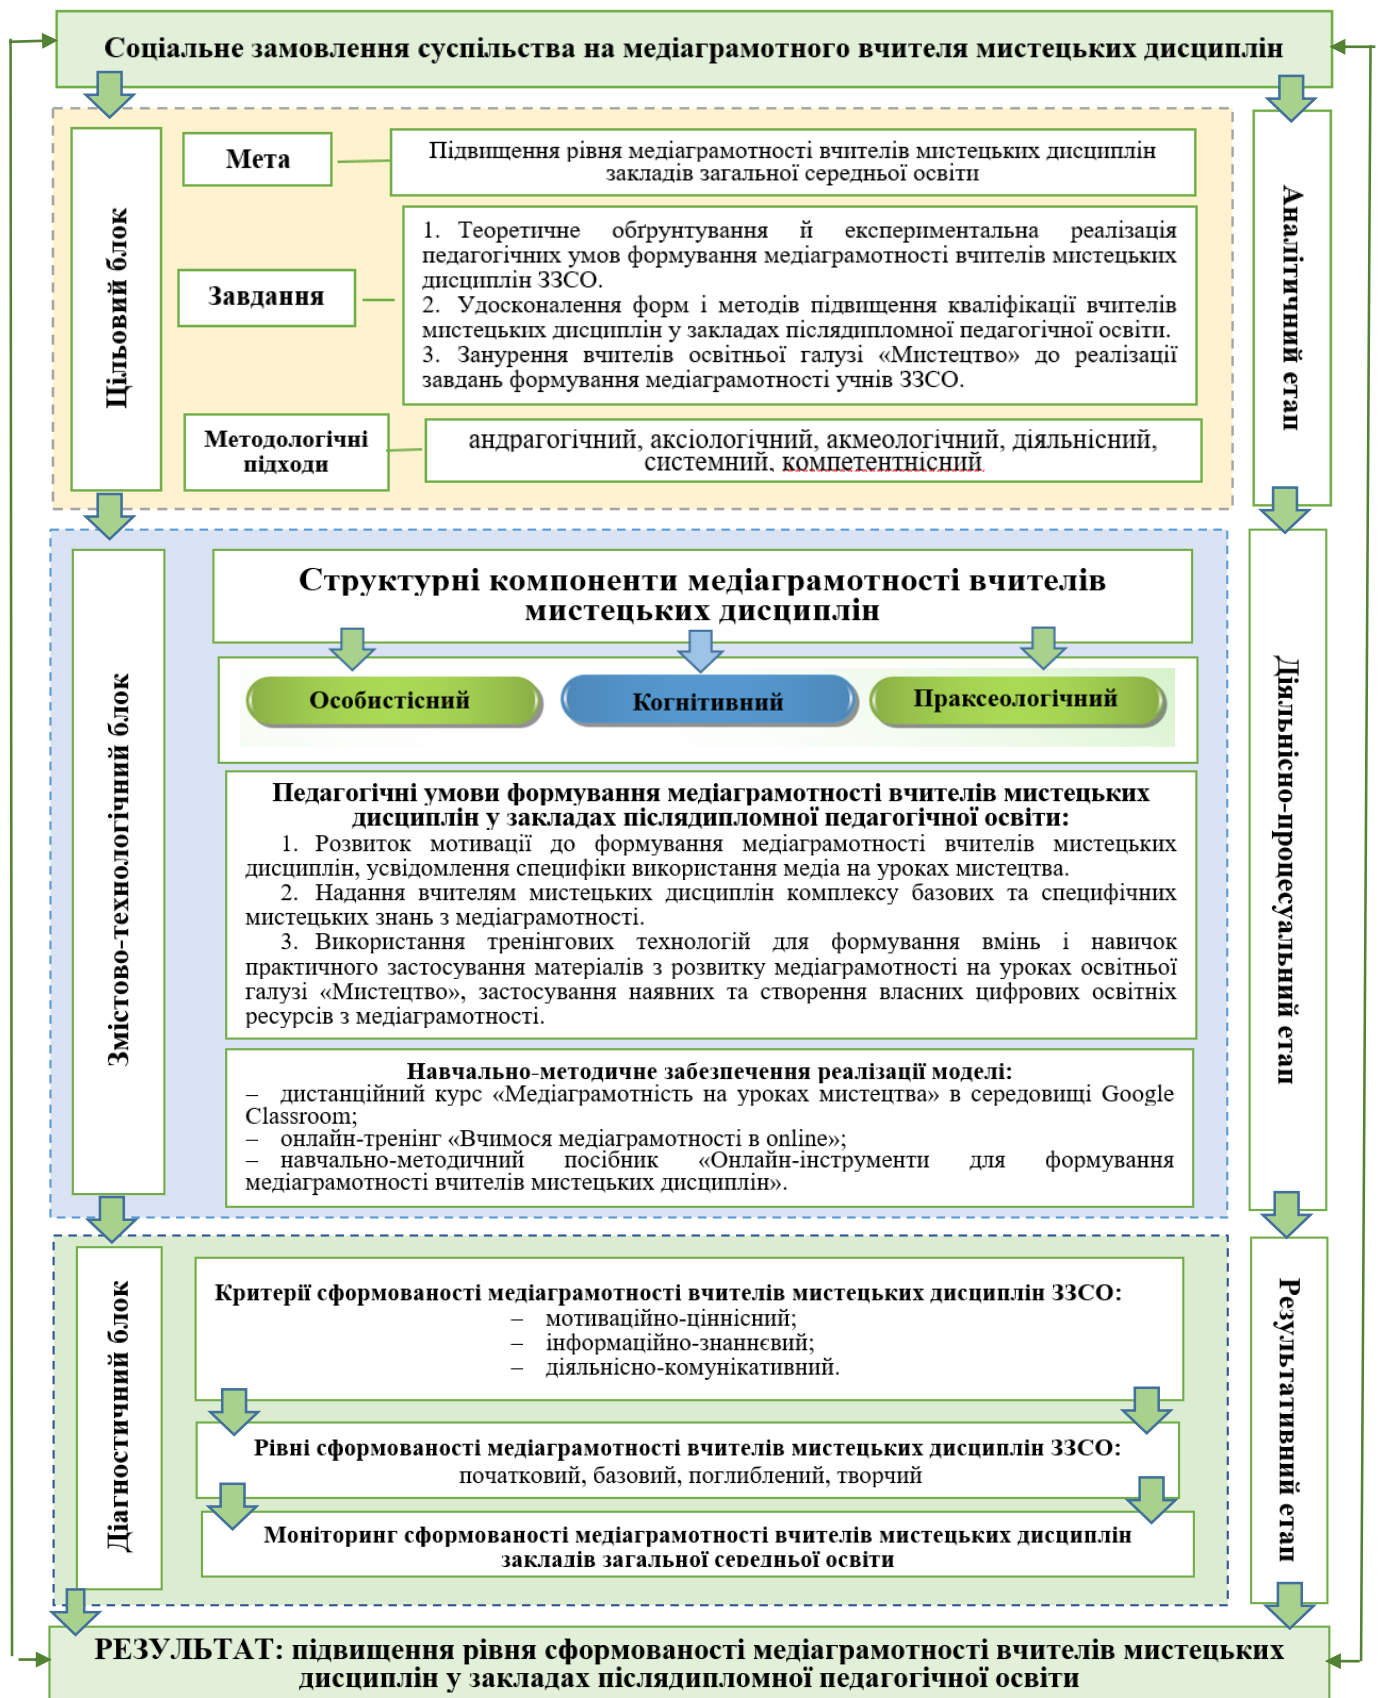 Соціальне замовлення суспільства на медіаграмотного вчителя мистецьких дисциплін
Цільовий блок
Мета
Підвищення рівня медіаграмотності вчителів мистецьких дисциплін
закладів загальної середньої освіти
Завдання
1. Теоретичне обґрунтування й експериментальна реалізація
педагогічних умов формування медіаграмотності вчителів мистецьких
дисциплін ЗЗСО.
2. Удосконалення форм і методів підвищення кваліфікації вчителів
мистецьких дисциплін у закладах післядипломної педагогічної освіти.
3. Занурення вчителів освітньої галузі «Мистецтво» до реалізації
завдань формування медіаграмотності учнів ЗЗСО.
Методологічні
підходи
андрагогічний, аксіологічний, акмеологічний, діяльнісний,
системний, компетентнісний
Аналітичний етап
Змістово-технологічний блок
Структурні компоненти медіаграмотності вчителів
мистецьких дисциплін
Особистісний
Когнітивний
Праксеологічний
Педагогічні умови формування медіаграмотності вчителів мистецьких
дисциплін у закладах післядипломної педагогічної освіти:
1. Розвиток мотивації до формування медіаграмотності вчителів мистецьких
дисциплін, усвідомлення специфіки використання медіа на уроках мистецтва.
2. Надання вчителям мистецьких дисциплін комплексу базових та специфічних
мистецьких знань з медіаграмотності.
3. Використання тренінгових технологій для формування вмінь і навичок
практичного застосування матеріалів з розвитку медіаграмотності на уроках освітньої
галузі «Мистецтво», застосування наявних та створення власних цифрових освітніх
ресурсів з медіаграмотності.
Навчально-методичне забезпечення реалізації моделі:
– дистанційний курс «Медіаграмотність на уроках мистецтва» в середовищі Google
Classroom;
– онлайн-тренінг «Вчимося медіаграмотності в online»;
– навчально-методичний посібник «Онлайн-інструменти для формування
медіаграмотності вчителів мистецьких дисциплін».
Діяльнісно-процесуальний етап
Діагностичний блок
Критерії сформованості медіаграмотності вчителів мистецьких дисциплін ЗЗСО:
– мотиваційно-ціннісний;
– інформаційно-знаннєвий;
– діяльнісно-комунікативний.
Рівні сформованості медіаграмотності вчителів мистецьких дисциплін ЗЗСО:
початковий, базовий, поглиблений, творчий
Моніторинг сформованості медіаграмотності вчителів мистецьких дисциплін
закладів загальної середньої освіти
Результативний етап
РЕЗУЛЬТАТ: підвищення рівня сформованості медіаграмотності вчителів мистецьких
дисциплін у закладах післядипломної педагогічної освіти